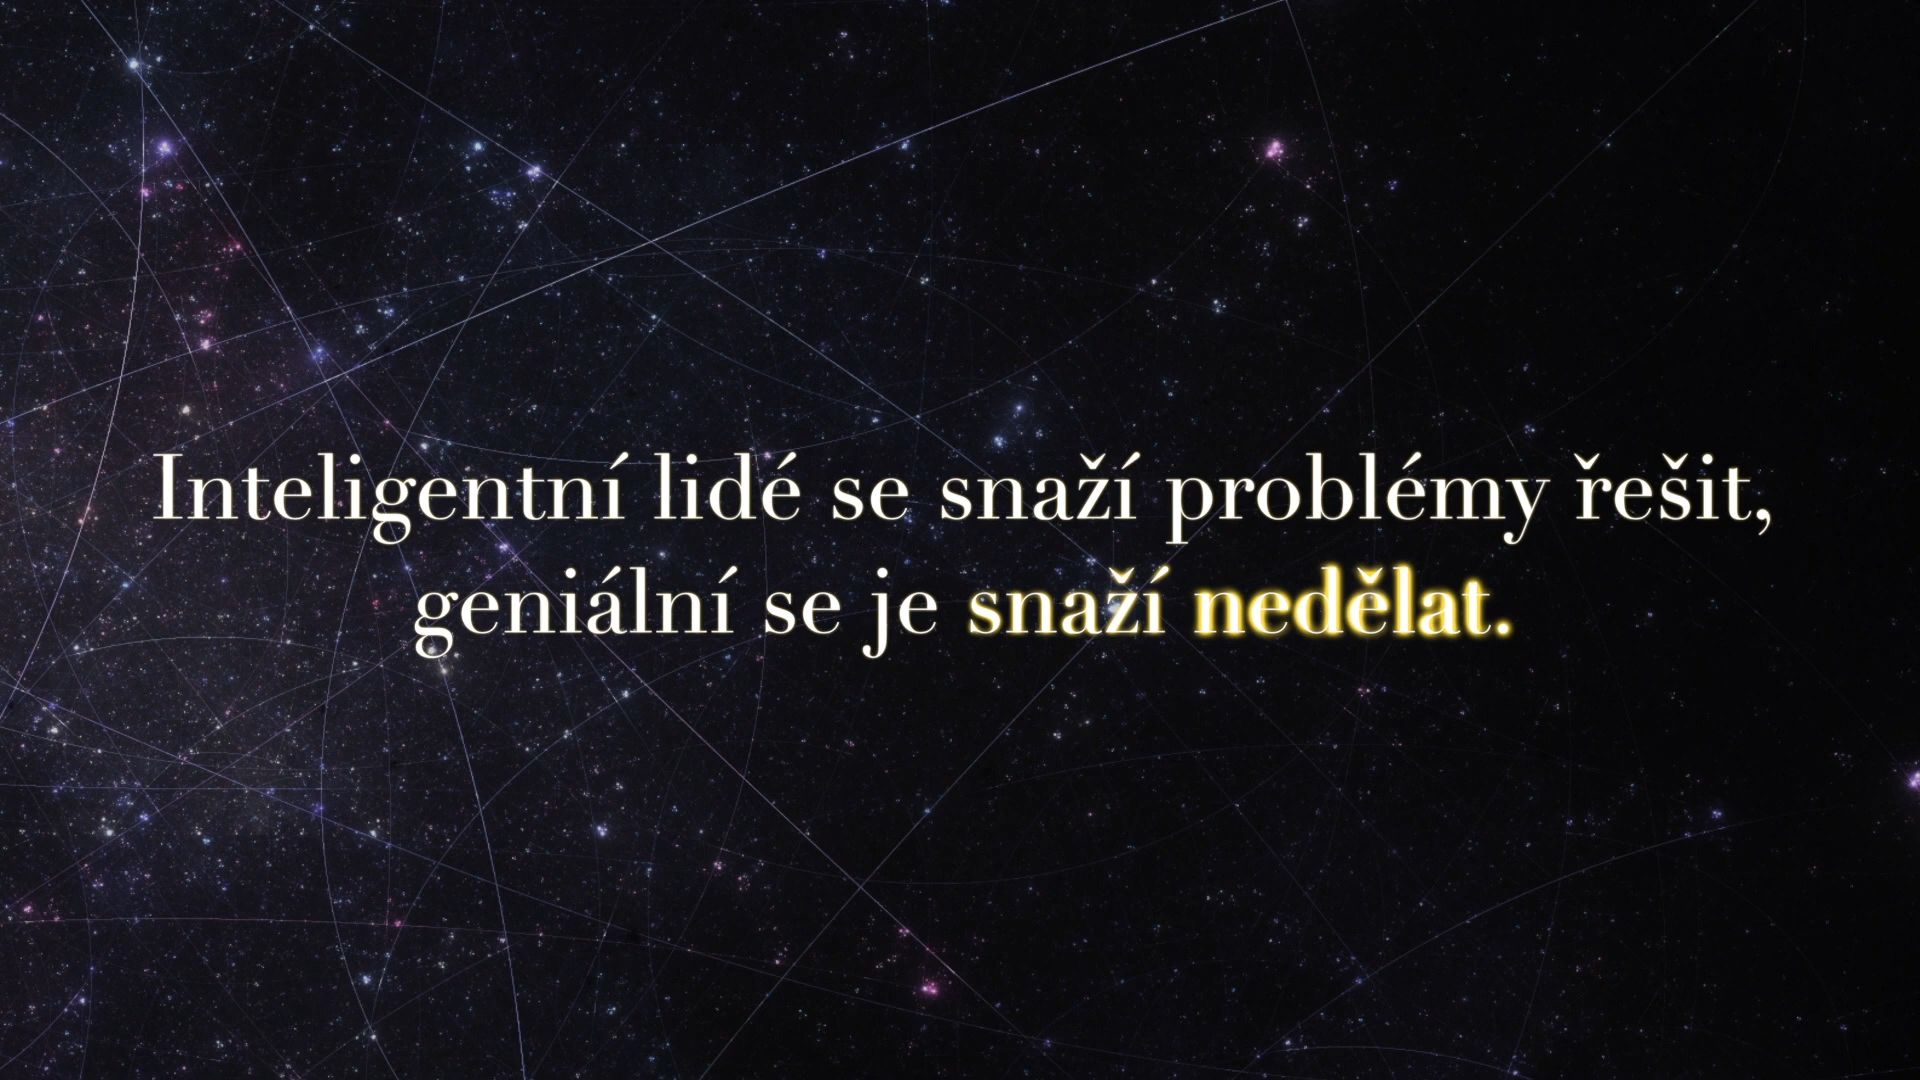 Inteligentní lidé se snaží problémy řešit,
geniální se je snaží nedělat.